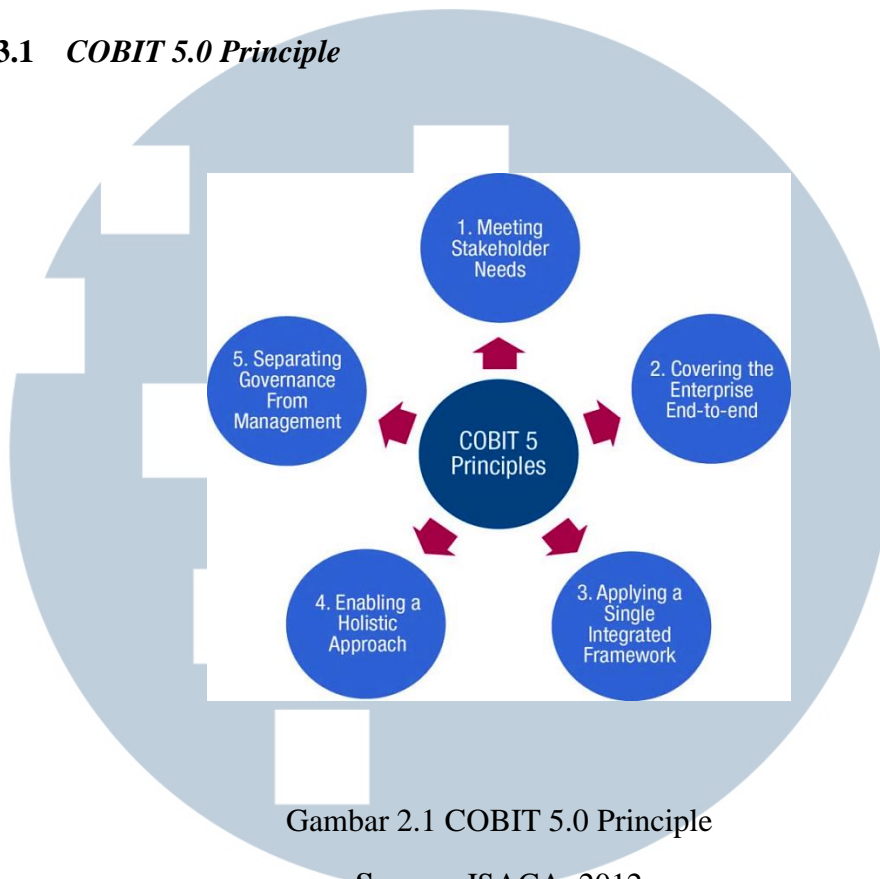 3.1 COBIT 5.0 Principle
1. Meeting
Stakeholder
Needs
2. Covering the
Enterprise
End-to-end
3. Applying a
Single
Integrated
Framework
4. Enabling a
Holistic
Approach
5. Separating
Governance
From
Management
COBIT 5
Principles
Gambar 2.1 COBIT 5.0 Principle
ISACA, 2012